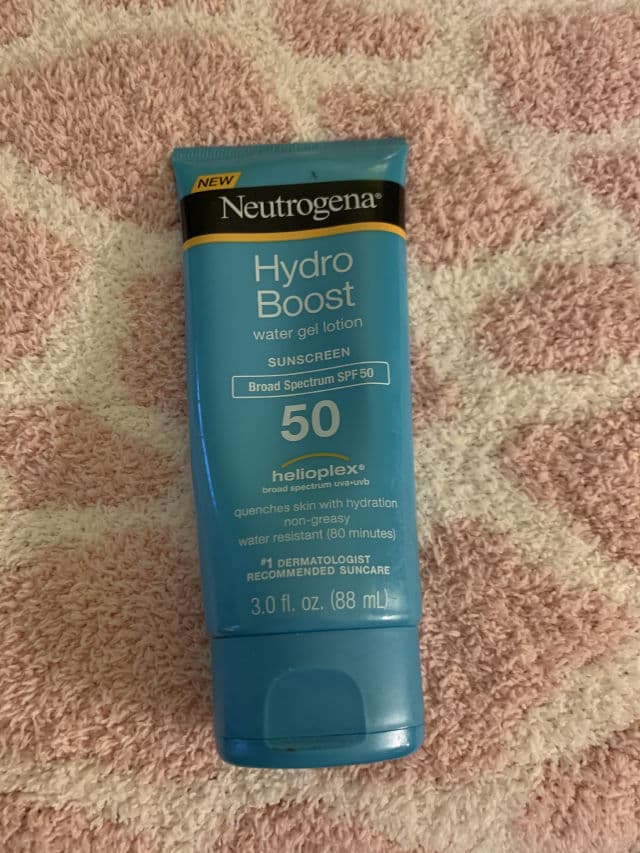 NEW
Neutrogena®
Hydro
Boost
water gel lotion
SUNSCREEN
Broad Spectrum SPF 50
50
helioplex®
broad spectrum uva•uvb
quenches skin with hydration
non-greasy
water resistant (80 minutes)
#1 DERMATOLOGIST
RECOMMENDED SUNCARE
3.0 fl. oz. (88 mL)